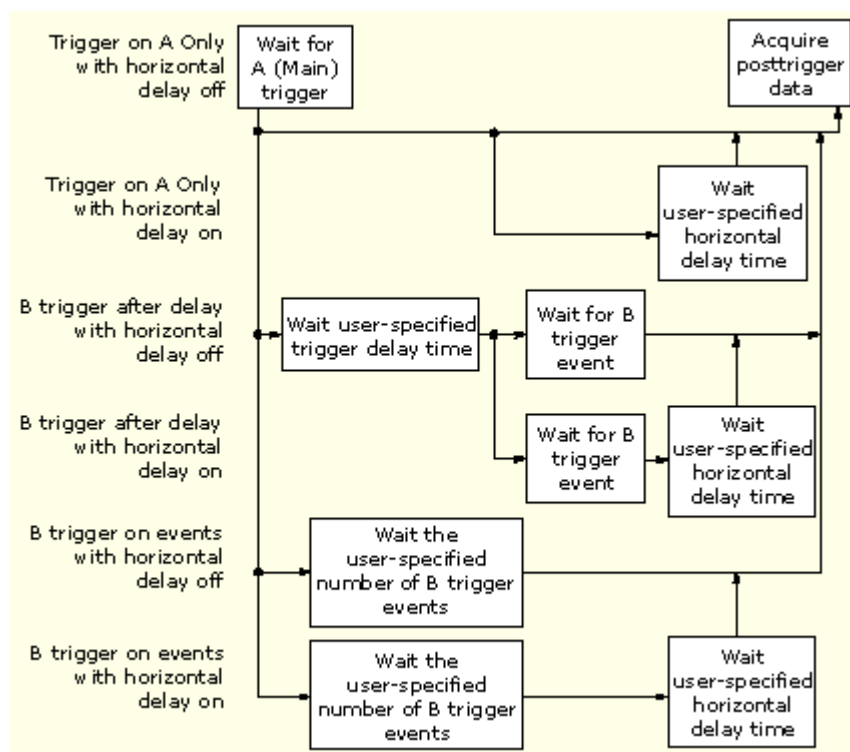 Trigger on A Only
with horizontal
delay off
Wait for
A (Main)
trigger
Acquire
posttrigger
data
Trigger on A Only
with horizontal
delay on
Wait
user-specified
horizontal
delay time
B trigger after delay
with horizontal
delay off
Wait user-specified
trigger delay time
Wait for B
trigger
event
B trigger after delay
with horizontal
delay on
Wait for B
trigger
event
Wait
user-specified
horizontal
delay time
B trigger on events
with horizontal
delay off
Wait the
user-specified
number of B trigger
events
B trigger on events
with horizontal
delay on
Wait the
user-specified
number of B trigger
events
Wait
user-specified
horizontal
delay time